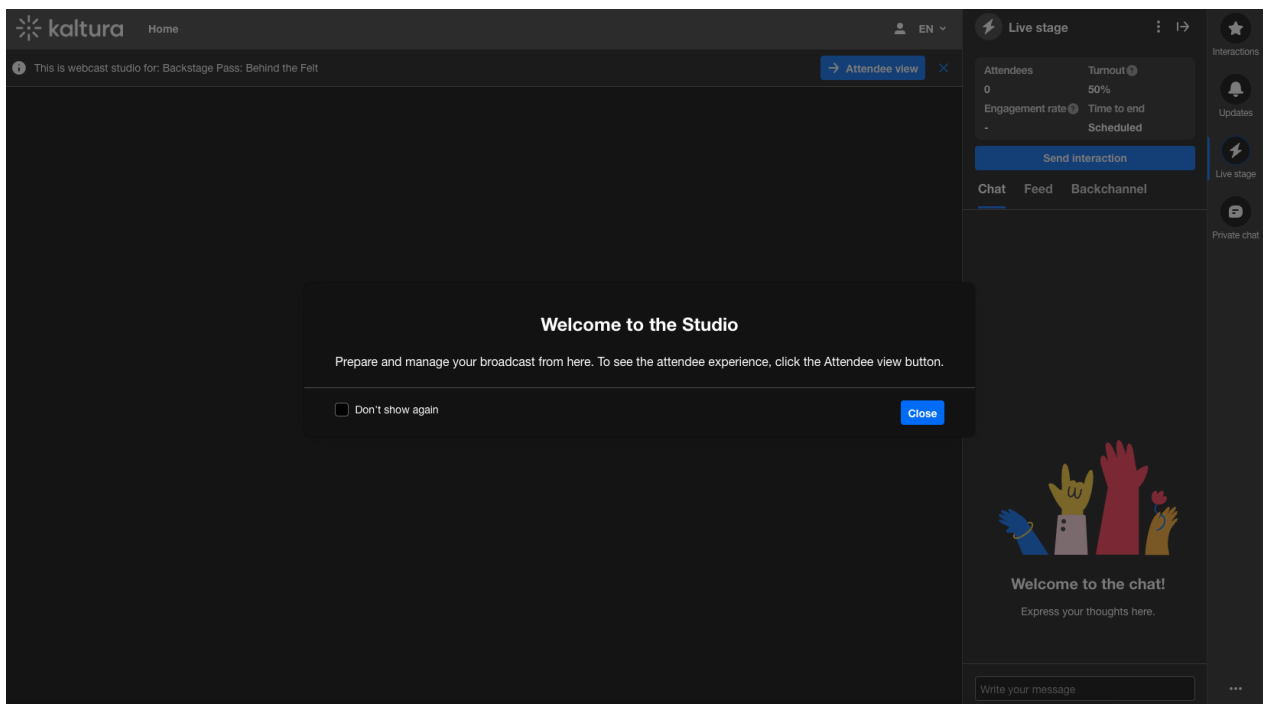 kaltura Home EN
This is webcast studio for: Backstage Pass: Behind the Felt
Attendee view
Live stage
Attendees Turnout
0 50%
Engagement rate Time to end
- Scheduled
Send interaction
Chat Feed Backchannel
Interactions
Updates
Live stage
Private chat
Welcome to the Studio
Prepare and manage your broadcast from here. To see the attendee experience, click the Attendee view button.
Don't show again
Close
Welcome to the chat!
Express your thoughts here.
Write your message